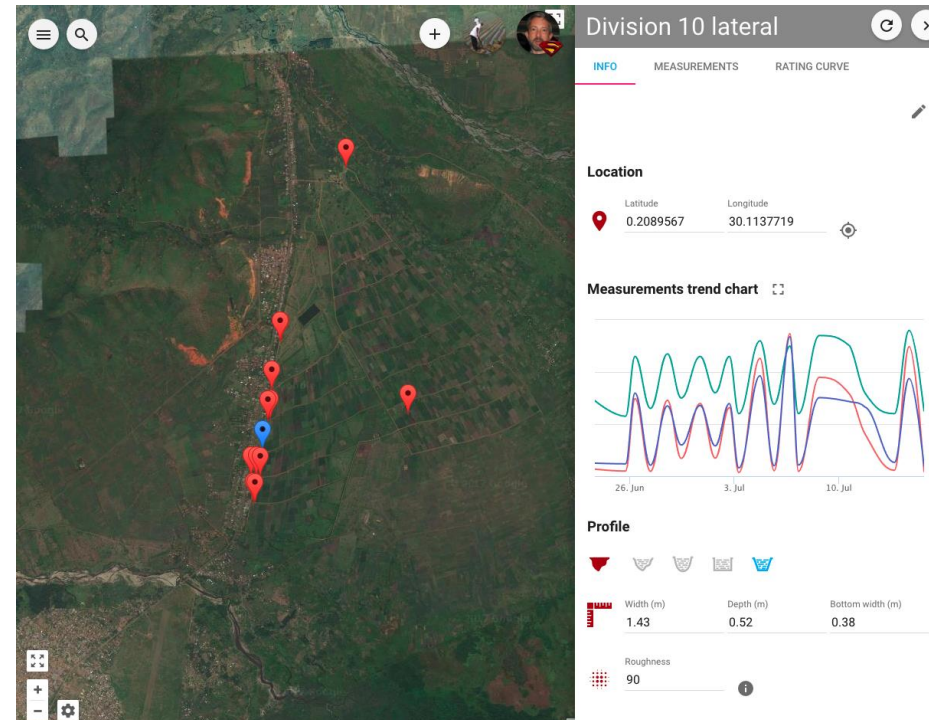 Division 10 lateral
INFO MEASUREMENTS RATING CURVE
Location
Latitude Longitude
0.2089567 30.1137719
Measurements trend chart
26. Jun 3. Jul 10. Jul
Profile
Width (m) Depth (m) Bottom width (m)
1.43 0.52 0.38
Roughness
90